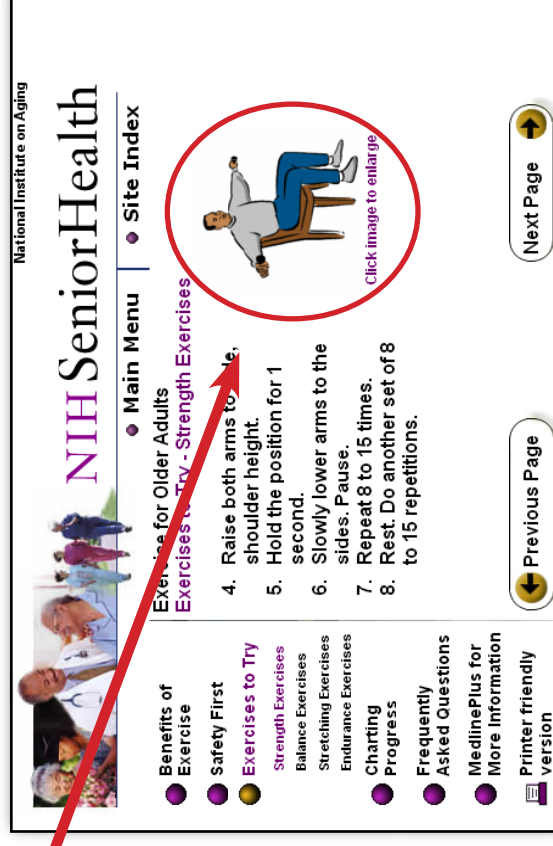 National Institute on Aging
NIH SeniorHealth
Main Menu
Site Index
Benefits of
Exercise
Safety First
Exercises to Try
Strength Exercises
Balance Exercises
Stretching Exercises
Endurance Exercises
Charting
Progress
Frequently
Asked Questions
MedlinePlus for
More Information
Printer friendly
version
Exercise for Older Adults
Exercises to Try - Strength Exercises
4. Raise both arms to
shoulder height.
5. Hold the position for 1
second.
6. Slowly lower arms to the
sides. Pause.
7. Repeat 8 to 15 times.
8. Rest. Do another set of 8
to 15 repetitions.
Click image to enlarge
Previous Page
Next Page